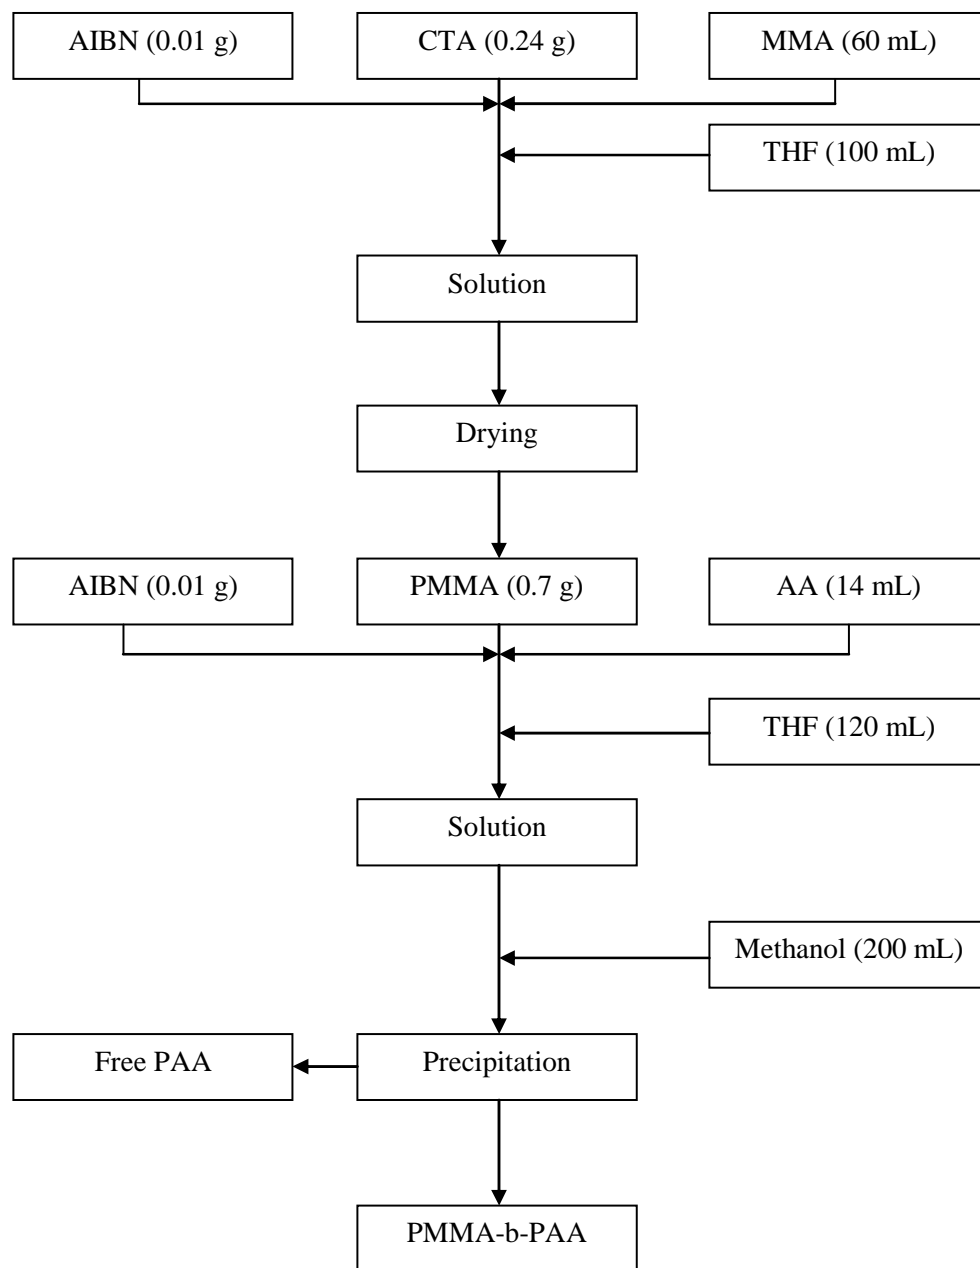 AIBN (0.01 g)
CTA (0.24 g)
MMA (60 mL)
THF (100 mL)
Solution
Drying
AIBN (0.01 g)
PMMA (0.7 g)
AA (14 mL)
THF (120 mL)
Solution
Methanol (200 mL)
Free PAA
Precipitation
PMMA-b-PAA